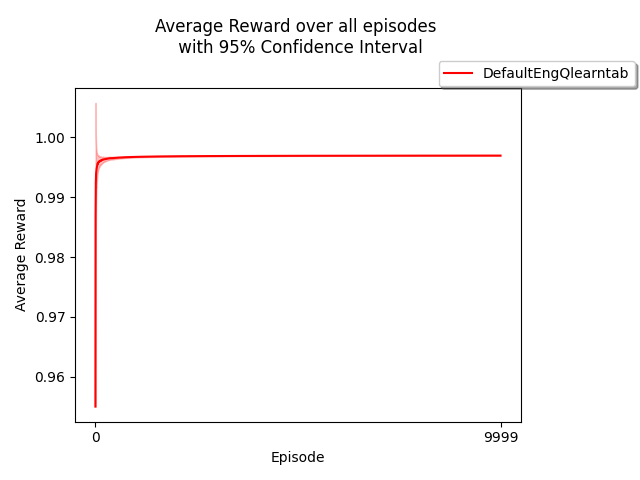 Average Reward over all episodes
with 95% Confidence Interval
DefaultEngQlearntab
1.00
0.99
0.98
0.97
0.96
Average Reward
0
9999
Episode